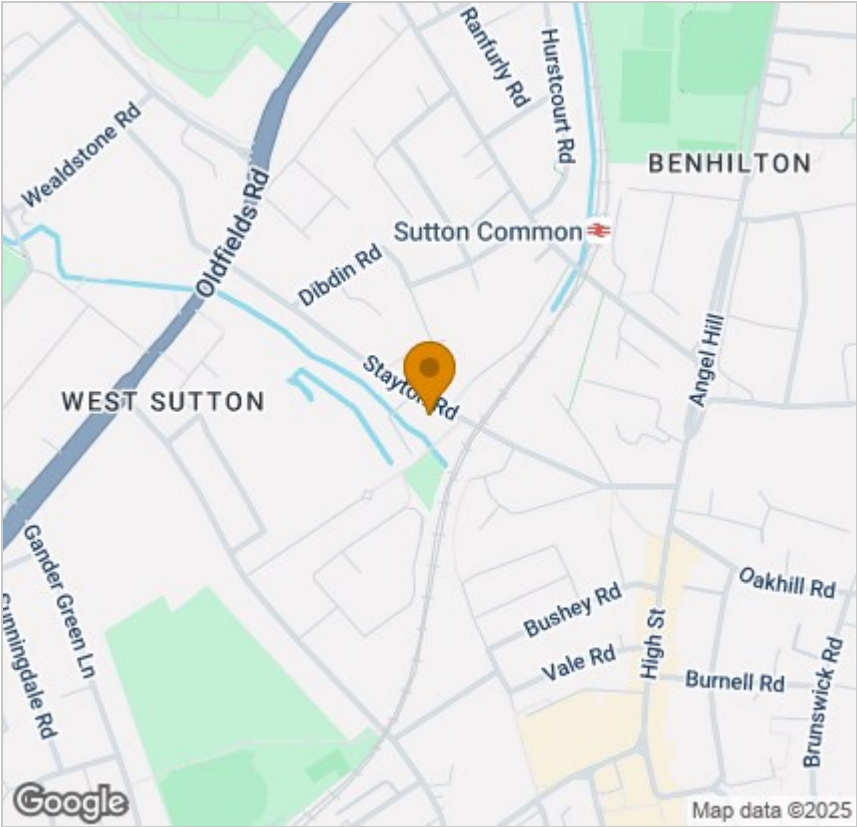 Ranfurly Rd
Hurstcourt Rd
Wealdstone Rd
BENHILTON
Oldfields Rd
Sutton Common
Dibdin Rd
Angel Hill
Stayton Rd
WEST SUTTON
Gander Green Ln
Sunningdale Rd
Oakhill Rd
Bushey Rd
High St
Vale Rd
Burnell Rd
Brunswick Rd
Google
Map data ©2025